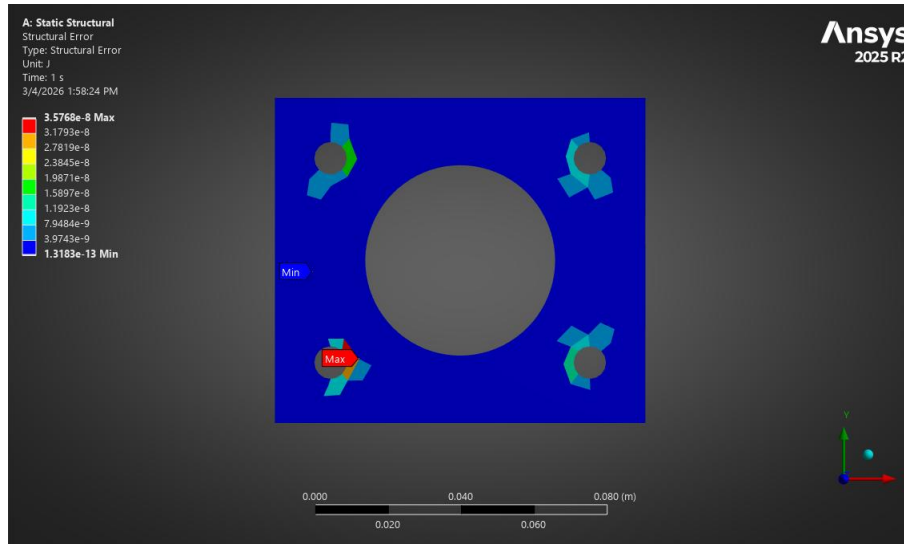 A: Static Structural
Structural Error
Type: Structural Error
Unit: J
Time: 1 s
3/4/2026 1:58:24 PM
3.5768e-8 Max
3.1793e-8
2.7819e-8
2.3845e-8
1.9871e-8
1.5897e-8
1.1923e-8
7.9484e-9
3.9743e-9
1.3183e-13 Min
Ansys
2025 R2
Min
Max
Y
0.000 0.040 0.080 (m)
0.020 0.060